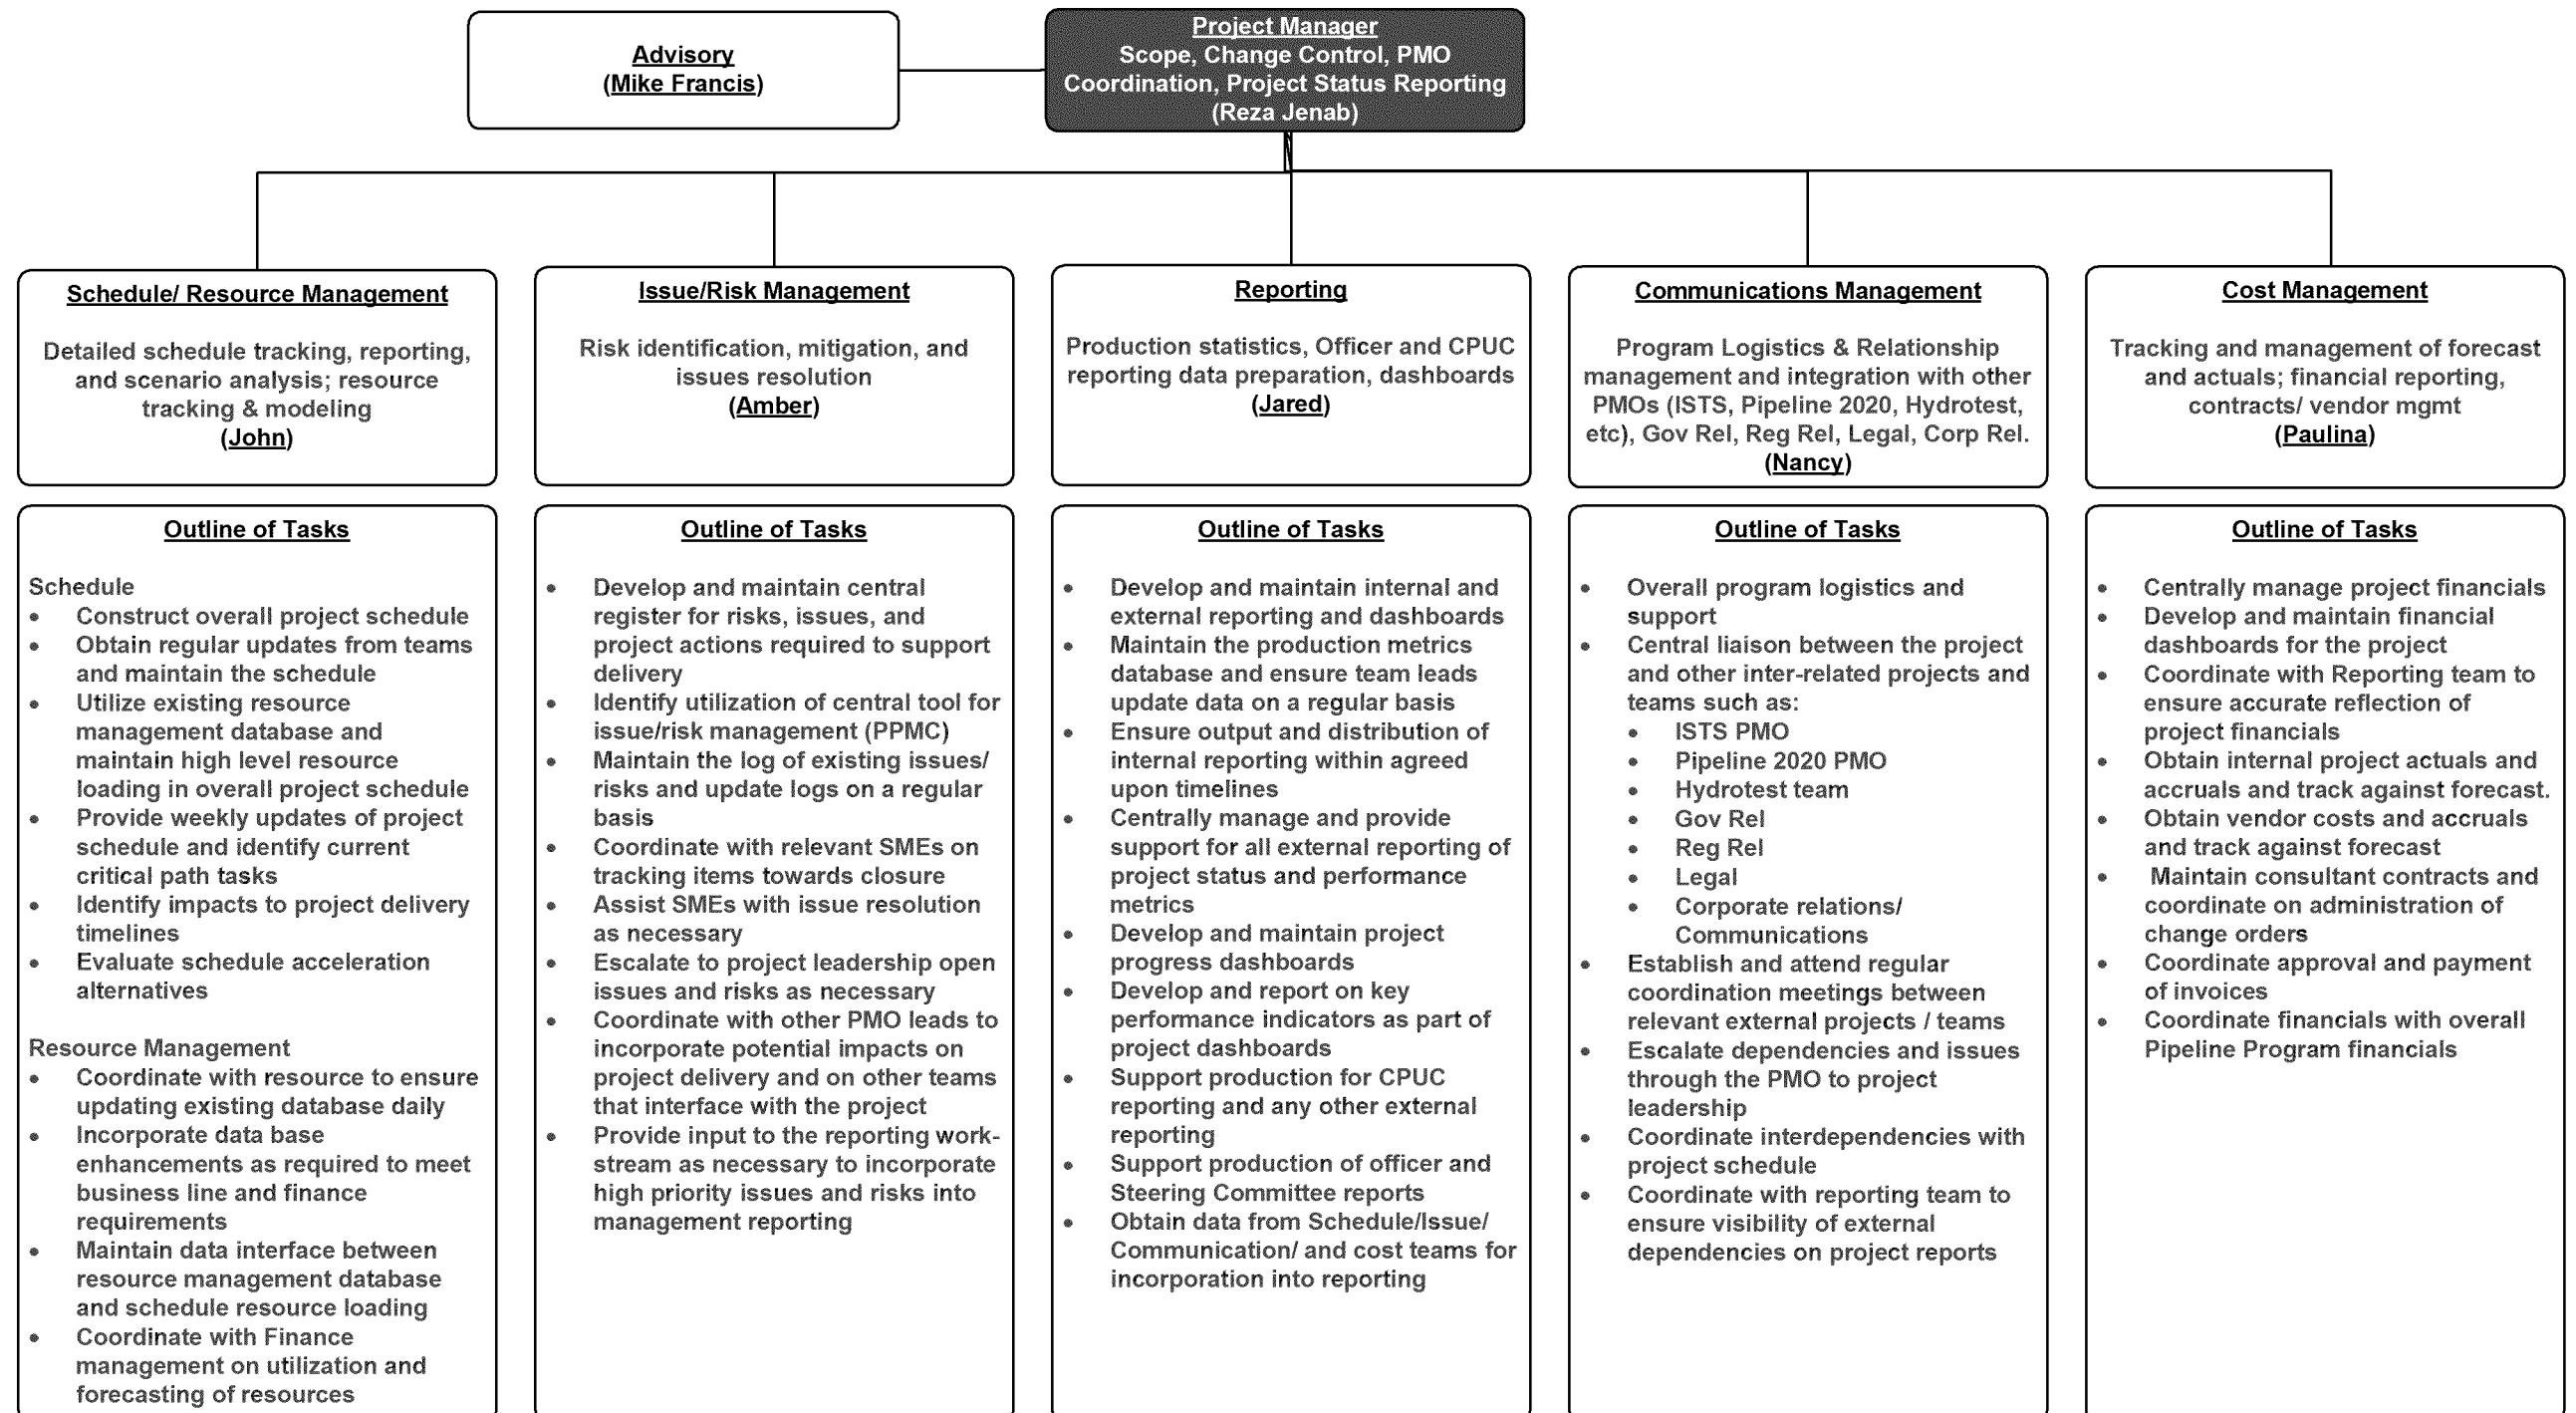 Advisory
(Mike Francis)
Project Manager
Scope, Change Control, PMO
Coordination, Project Status Reporting
(Reza Jenab)
Schedule/ Resource Management
Detailed schedule tracking, reporting,
and scenario analysis; resource
tracking & modeling
(John)
Issue/Risk Management
Risk identification, mitigation, and
issues resolution
(Amber)
Reporting
Production statistics, Officer and CPUC
reporting data preparation, dashboards
(Jared)
Communications Management
Program Logistics & Relationship
management and integration with other
PMOs (ISTS, Pipeline 2020, Hydrotest,
etc), Gov Rel, Reg Rel, Legal, Corp Rel.
(Nancy)
Cost Management
Tracking and management of forecast
and actuals; financial reporting,
contracts/ vendor mgmt
(Paulina)
Outline of Tasks
Schedule
• Construct overall project schedule
• Obtain regular updates from teams
and maintain the schedule
• Utilize existing resource
management database and
maintain high level resource
loading in overall project schedule
• Provide weekly updates of project
schedule and identify current
critical path tasks
• Identify impacts to project delivery
timelines
• Evaluate schedule acceleration
alternatives
Resource Management
• Coordinate with resource to ensure
updating existing database daily
• Incorporate data base
enhancements as required to meet
business line and finance
requirements
• Maintain data interface between
resource management database
and schedule resource loading
• Coordinate with Finance
management on utilization and
forecasting of resources
Outline of Tasks
• Develop and maintain central
register for risks, issues, and
project actions required to support
delivery
• Identify utilization of central tool for
issue/risk management (PPMC)
• Maintain the log of existing issues/
risks and update logs on a regular
basis
• Coordinate with relevant SMEs on
tracking items towards closure
• Assist SMEs with issue resolution
as necessary
• Escalate to project leadership open
issues and risks as necessary
• Coordinate with other PMO leads to
incorporate potential impacts on
project delivery and on other teams
that interface with the project
• Provide input to the reporting work-
stream as necessary to incorporate
high priority issues and risks into
management reporting
Outline of Tasks
• Develop and maintain internal and
external reporting and dashboards
• Maintain the production metrics
database and ensure team leads
update data on a regular basis
• Ensure output and distribution of
internal reporting within agreed
upon timelines
• Centrally manage and provide
support for all external reporting of
project status and performance
metrics
• Develop and maintain project
progress dashboards
• Develop and report on key
performance indicators as part of
project dashboards
• Support production for CPUC
reporting and any other external
reporting
• Support production of officer and
Steering Committee reports
• Obtain data from Schedule/Issue/
Communication/ and cost teams for
incorporation into reporting
Outline of Tasks
• Overall program logistics and
support
• Central liaison between the project
and other inter-related projects and
teams such as:
• ISTS PMO
• Pipeline 2020 PMO
• Hydrotest team
• Gov Rel
• Reg Rel
• Legal
• Corporate relations/
Communications
• Establish and attend regular
coordination meetings between
relevant external projects / teams
• Escalate dependencies and issues
through the PMO to project
leadership
• Coordinate interdependencies with
project schedule
• Coordinate with reporting team to
ensure visibility of external
dependencies on project reports
Outline of Tasks
• Centrally manage project financials
• Develop and maintain financial
dashboards for the project
• Coordinate with Reporting team to
ensure accurate reflection of
project financials
• Obtain internal project actuals and
accruals and track against forecast.
• Obtain vendor costs and accruals
and track against forecast
• Maintain consultant contracts and
coordinate on administration of
change orders
• Coordinate approval and payment
of invoices
• Coordinate financials with overall
Pipeline Program financials